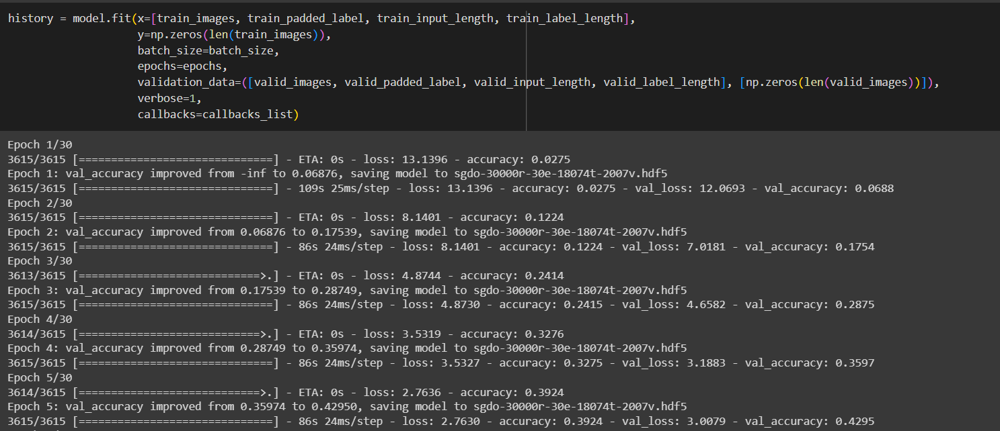 history = model.fit(x=[train_images, train_padded_label, train_input_length, train_label_length],
y=np.zeros(len(train_images)),
batch_size=batch_size,
epochs=epochs,
validation_data=([valid_images, valid_padded_label, valid_input_length, valid_label_length], [np.zeros(len(valid_images))]),
verbose=1,
callbacks=callbacks_list)
Epoch 1/30
3615/3615 [==============================] - ETA: 0s - loss: 13.1396 - accuracy: 0.0275
Epoch 1: val_accuracy improved from -inf to 0.06876, saving model to sgdo-30000r-30e-18074t-2007v.hdf5
3615/3615 [==============================] - 109s 25ms/step - loss: 13.1396 - accuracy: 0.0275 - val_loss: 12.0693 - val_accuracy: 0.0688
Epoch 2/30
3615/3615 [==============================] - ETA: 0s - loss: 8.1401 - accuracy: 0.1224
Epoch 2: val_accuracy improved from 0.06876 to 0.17539, saving model to sgdo-30000r-30e-18074t-2007v.hdf5
3615/3615 [==============================] - 86s 24ms/step - loss: 8.1401 - accuracy: 0.1224 - val_loss: 7.0181 - val_accuracy: 0.1754
Epoch 3/30
3613/3615 [============================>.] - ETA: 0s - loss: 4.8744 - accuracy: 0.2414
Epoch 3: val_accuracy improved from 0.17539 to 0.28749, saving model to sgdo-30000r-30e-18074t-2007v.hdf5
3615/3615 [==============================] - 86s 24ms/step - loss: 4.8730 - accuracy: 0.2415 - val_loss: 4.6582 - val_accuracy: 0.2875
Epoch 4/30
3614/3615 [============================>.] - ETA: 0s - loss: 3.5319 - accuracy: 0.3276
Epoch 4: val_accuracy improved from 0.28749 to 0.35974, saving model to sgdo-30000r-30e-18074t-2007v.hdf5
3615/3615 [==============================] - 86s 24ms/step - loss: 3.5327 - accuracy: 0.3275 - val_loss: 3.1883 - val_accuracy: 0.3597
Epoch 5/30
3614/3615 [============================>.] - ETA: 0s - loss: 2.7636 - accuracy: 0.3924
Epoch 5: val_accuracy improved from 0.35974 to 0.42950, saving model to sgdo-30000r-30e-18074t-2007v.hdf5
3615/3615 [==============================] - 86s 24ms/step - loss: 2.7630 - accuracy: 0.3924 - val_loss: 3.0079 - val_accuracy: 0.4295